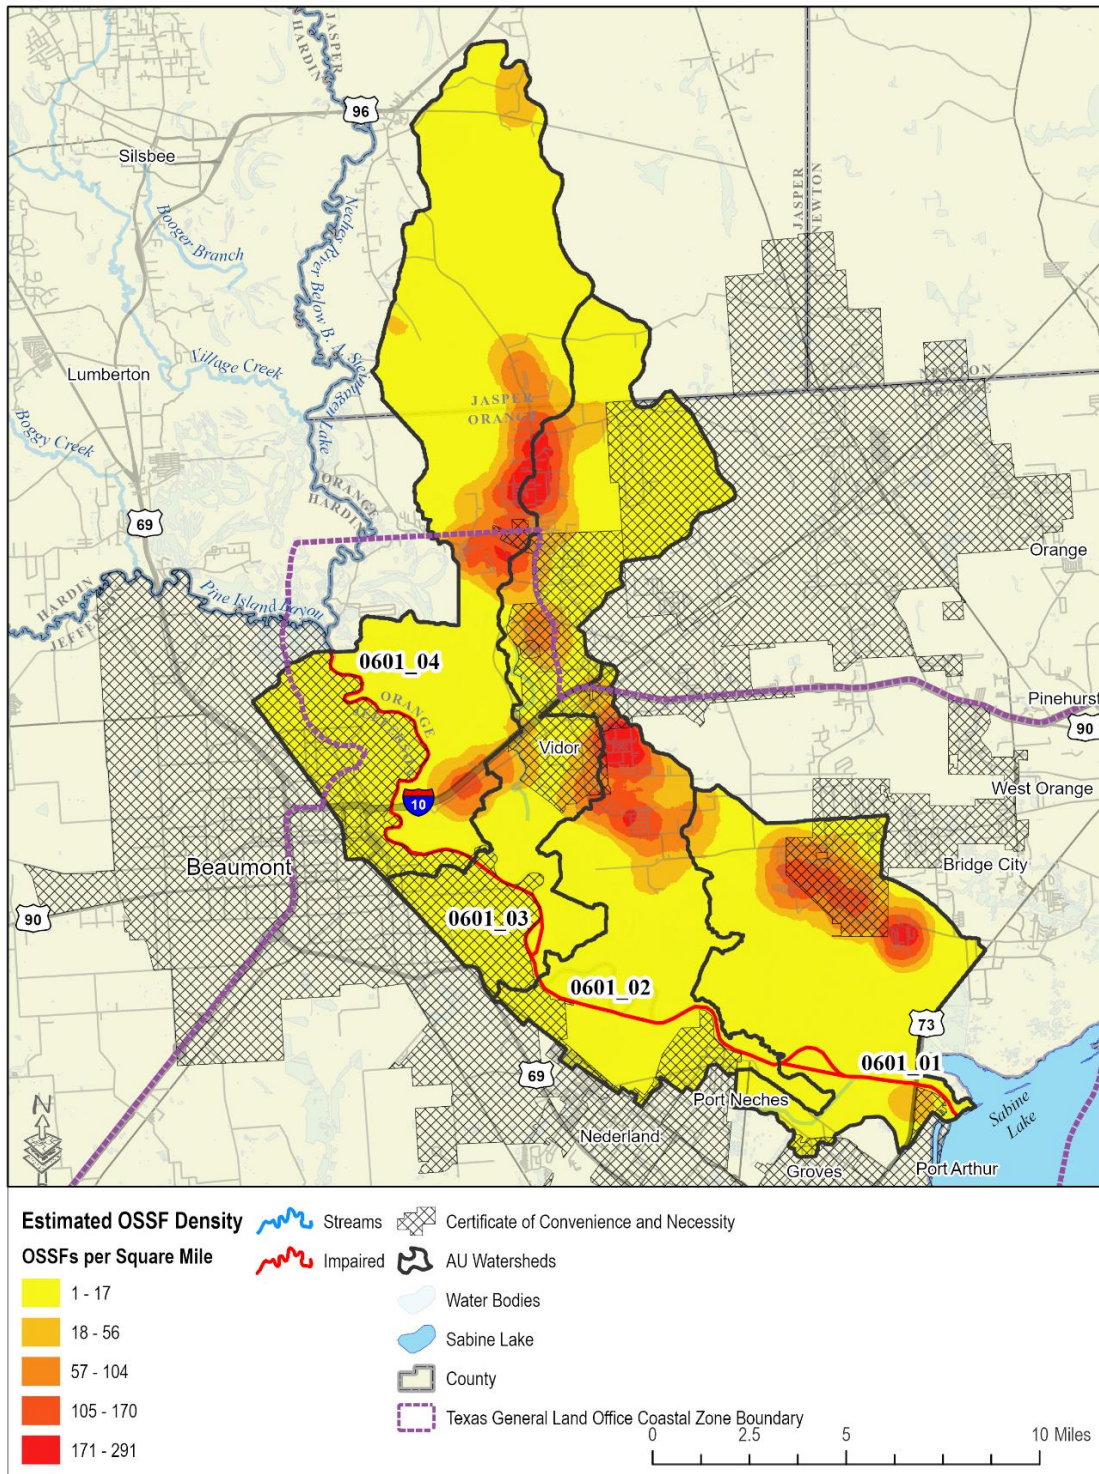 JASPER
HARDIN
96
Silsbee
JASPER
NEWTON
Booger Branch
Neches River Below B. A. Steinhagen Lake
Village Creek
Lumberton
NEWTON
ORANGE
JASPER
ORANGE
Boggy Creek
ORANGE
HARDIN
69
Orange
HARDIN
JEFFERSON
Pine Island Bayou
0601_04
ORANGE
JEFFERSON
Pinehurst
90
Vidor
West Orange
10
Beaumont
Bridge City
90
0601_03
0601_02
73
0601_01
69
Port Neches
Sabine
Lake
N
Nederland
Groves
Port Arthur
Estimated OSSF Density
OSSFs per Square Mile
1 - 17
18 - 56
57 - 104
105 - 170
171 - 291
Streams
Impaired
Certificate of Convenience and Necessity
AU Watersheds
Water Bodies
Sabine Lake
County
Texas General Land Office Coastal Zone Boundary
0 2.5 5 10 Miles